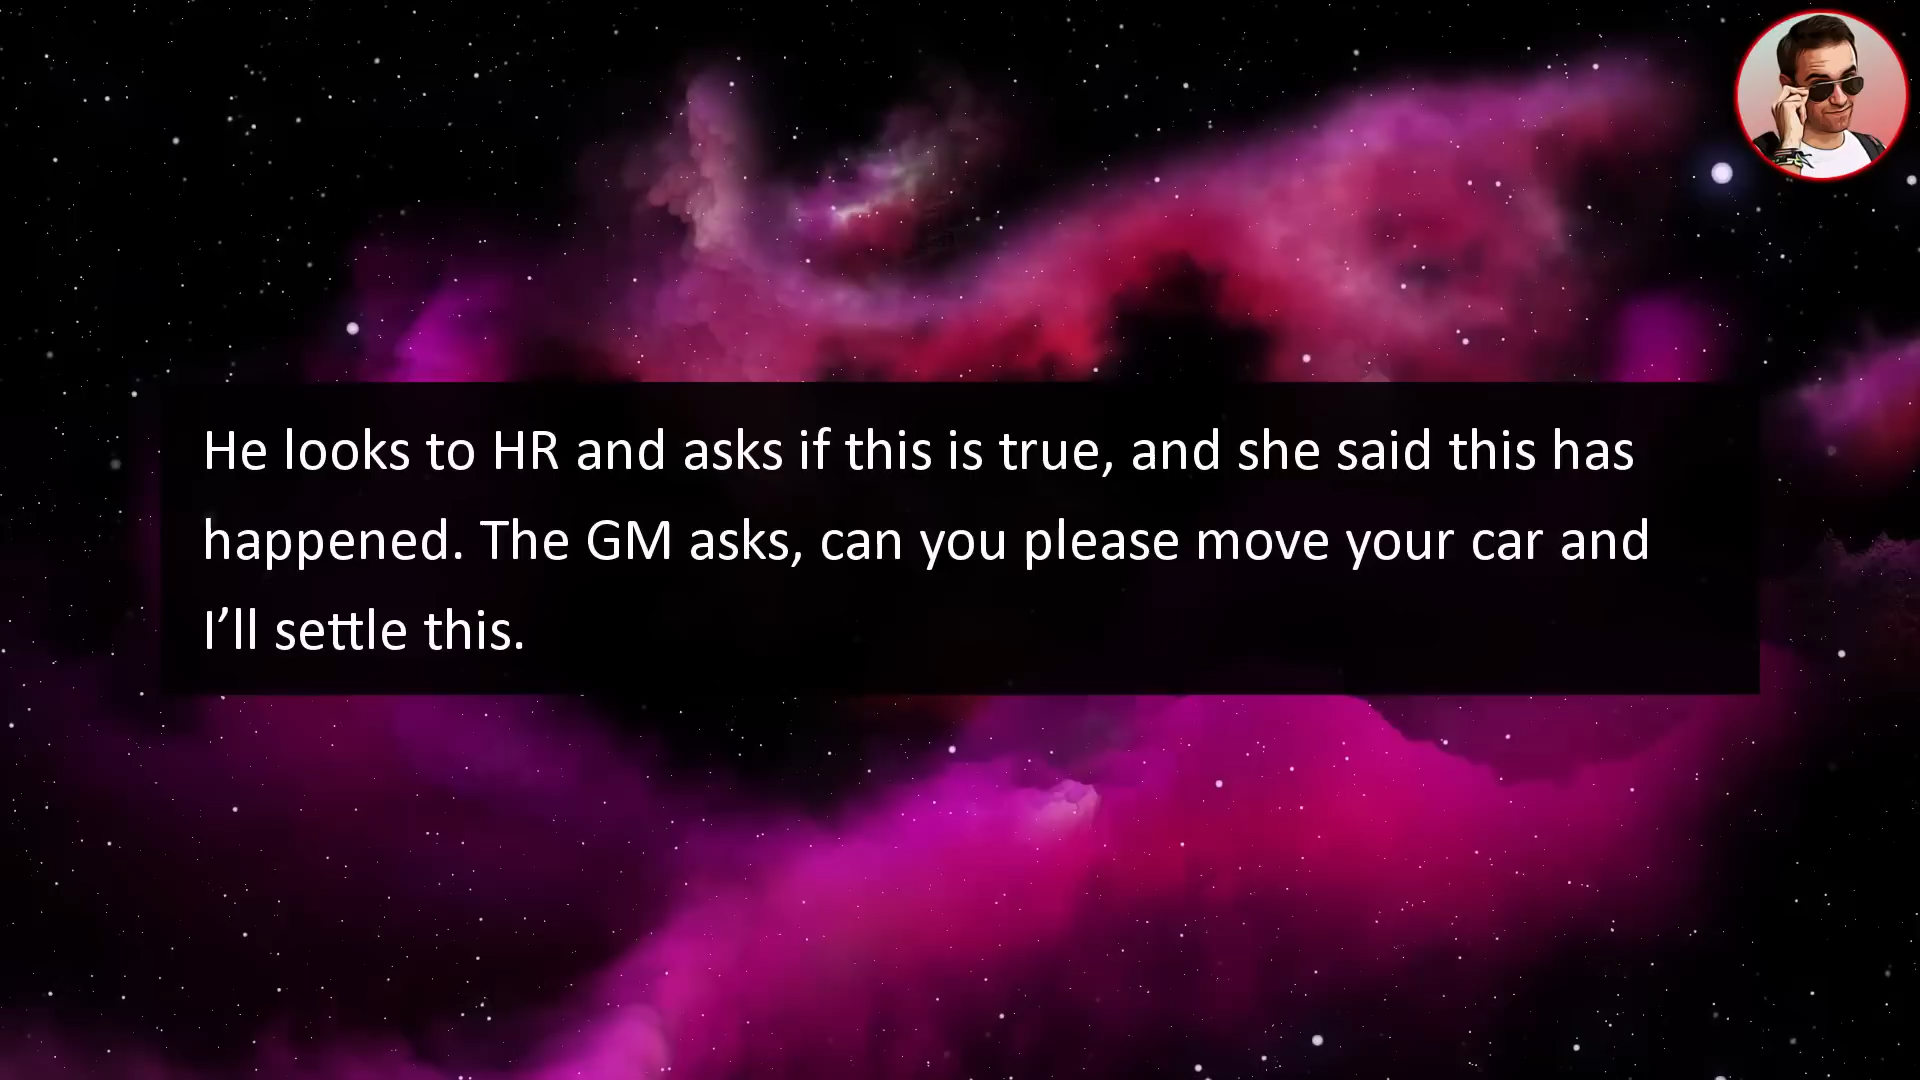 He looks to HR and asks if this is true, and she said this has
happened. The GM asks, can you please move your car and
I’ll settle this.